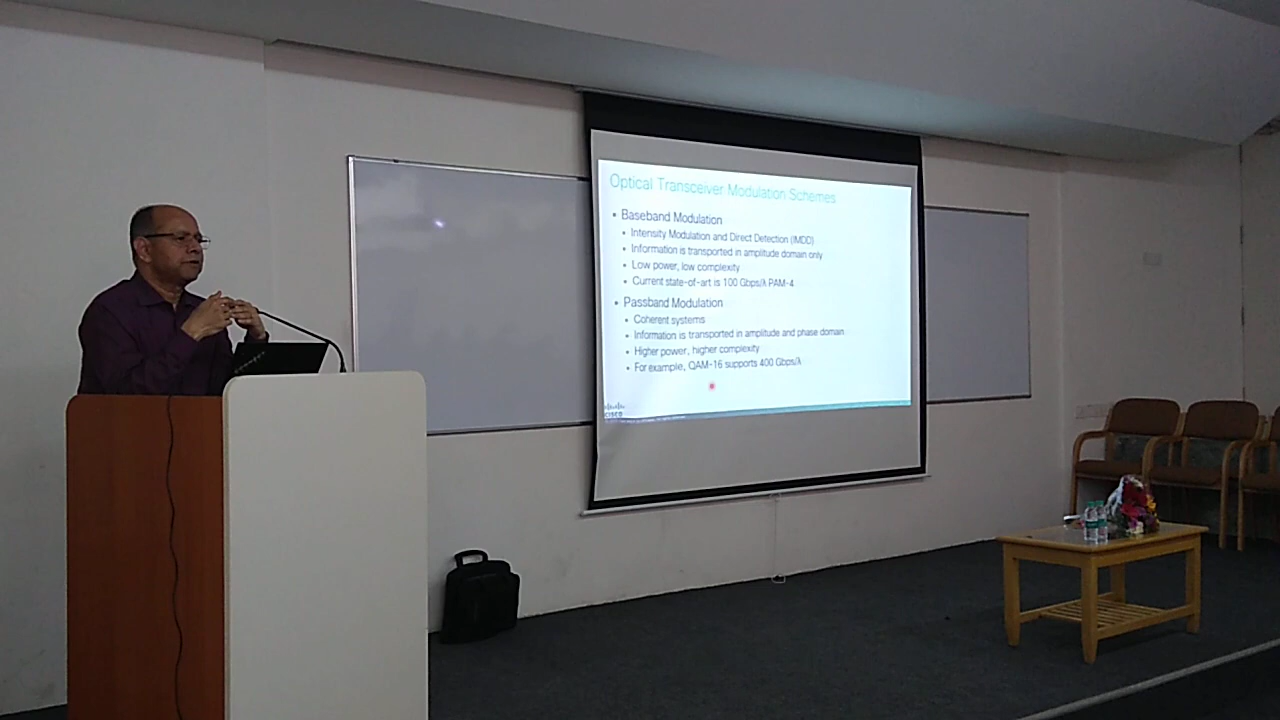 Optical Transceiver Modulation Schemes
• Baseband Modulation
• Intensity Modulation and Direct Detection (IMDD)
• Information is transported in amplitude domain only
• Low power, low complexity
• Current state-of-art is 100 Gbps/λ PAM-4
• Passband Modulation
• Coherent systems
• Information is transported in amplitude and phase domain
• Higher power, higher complexity
• For example, QAM-16 supports 400 Gbps/λ
CISCO